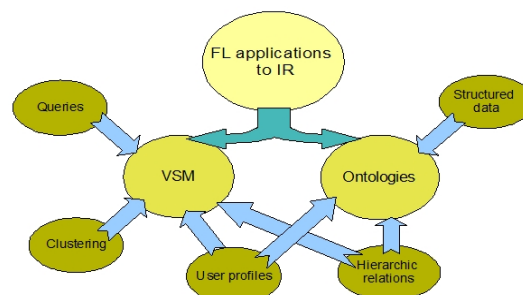 FL applications
to IR
Queries
Structured
data
VSM
Ontologies
Clustering
User profiles
Hierarchic
relations